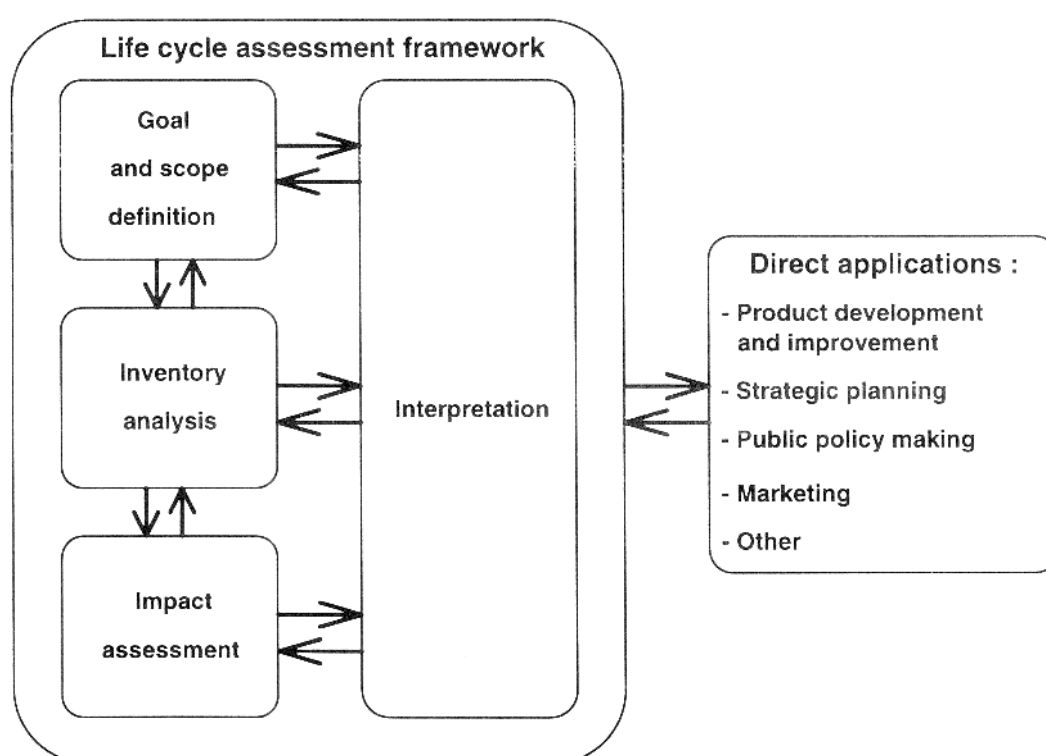 Life cycle assessment framework
Goal
and scope
definition
Inventory
analysis
Impact
assessment
Interpretation
Direct applications :
- Product development
and improvement
- Strategic planning
- Public policy making
- Marketing
- Other